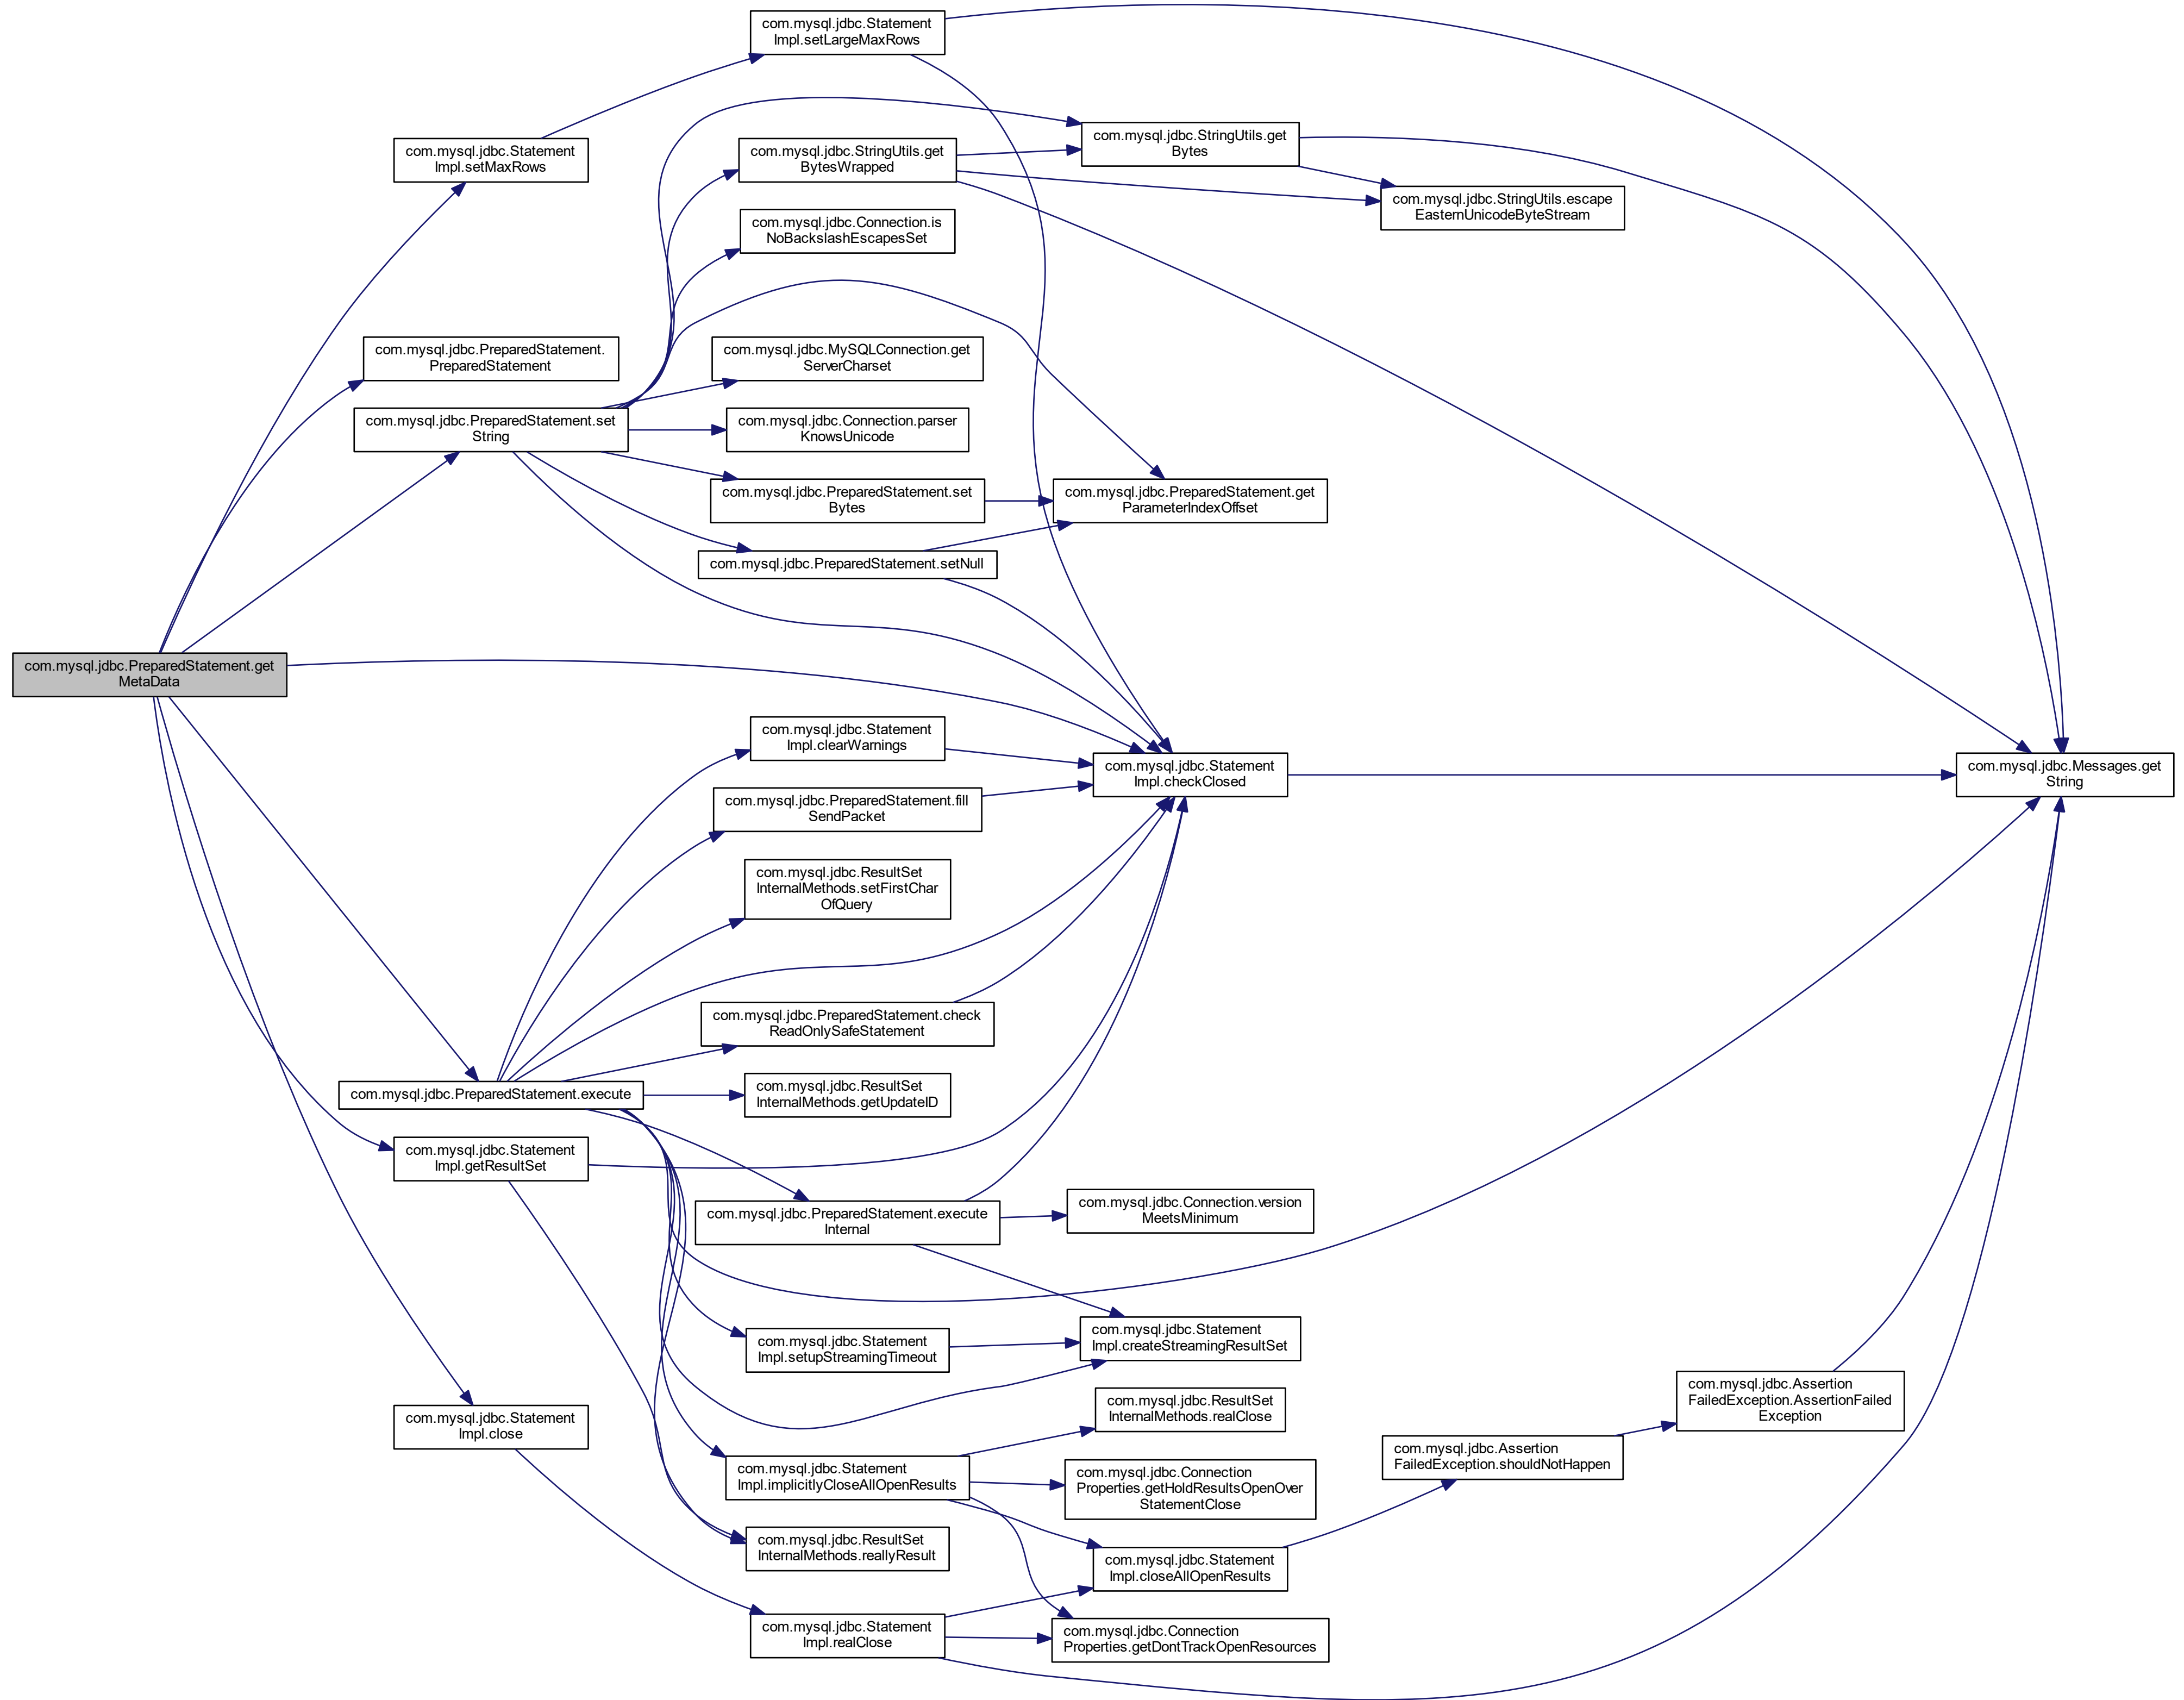 com.mysql.jdbc.Statement
Impl.setLargeMaxRows
com.mysql.jdbc.StringUtils.get
Bytes
com.mysql.jdbc.Statement
Impl.setMaxRows
com.mysql.jdbc.StringUtils.get
BytesWrapped
com.mysql.jdbc.StringUtils.escape
EasternUnicodeByteStream
com.mysql.jdbc.Connection.is
NoBackslashEscapesSet
com.mysql.jdbc.PreparedStatement.
PreparedStatement
com.mysql.jdbc.MySQLConnection.get
ServerCharset
com.mysql.jdbc.PreparedStatement.set
String
com.mysql.jdbc.Connection.parser
KnowsUnicode
com.mysql.jdbc.PreparedStatement.set
Bytes
com.mysql.jdbc.PreparedStatement.get
ParameterIndexOffset
com.mysql.jdbc.PreparedStatement.setNull
com.mysql.jdbc.PreparedStatement.get
MetaData
com.mysql.jdbc.Statement
Impl.clearWarnings
com.mysql.jdbc.Statement
Impl.checkClosed
com.mysql.jdbc.Messages.get
String
com.mysql.jdbc.PreparedStatement.fill
SendPacket
com.mysql.jdbc.ResultSet
InternalMethods.setFirstChar
OfQuery
com.mysql.jdbc.PreparedStatement.check
ReadOnlySafeStatement
com.mysql.jdbc.PreparedStatement.execute
com.mysql.jdbc.ResultSet
InternalMethods.getUpdateID
com.mysql.jdbc.Statement
Impl.getResultSet
com.mysql.jdbc.PreparedStatement.execute
Internal
com.mysql.jdbc.Connection.version
MeetsMinimum
com.mysql.jdbc.Statement
Impl.setupStreamingTimeout
com.mysql.jdbc.Statement
Impl.createStreamingResultSet
com.mysql.jdbc.Assertion
FailedException.AssertionFailed
Exception
com.mysql.jdbc.ResultSet
InternalMethods.realClose
com.mysql.jdbc.Statement
Impl.close
com.mysql.jdbc.Assertion
FailedException.shouldNotHappen
com.mysql.jdbc.Statement
Impl.implicitlyCloseAllOpenResults
com.mysql.jdbc.Connection
Properties.getHoldResultsOpenOver
StatementClose
com.mysql.jdbc.ResultSet
InternalMethods.reallyResult
com.mysql.jdbc.Statement
Impl.closeAllOpenResults
com.mysql.jdbc.Statement
Impl.realClose
com.mysql.jdbc.Connection
Properties.getDontTrackOpenResources